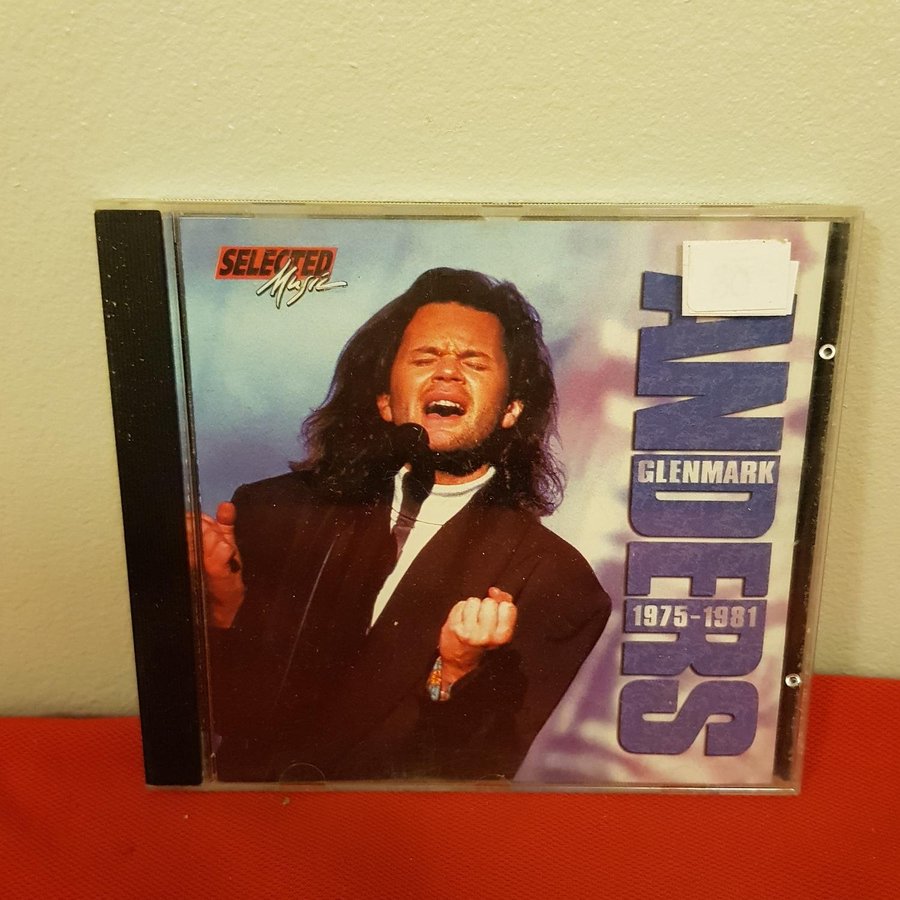 SELECTED
Music
ANDERS
GLENMARK
1975-1981